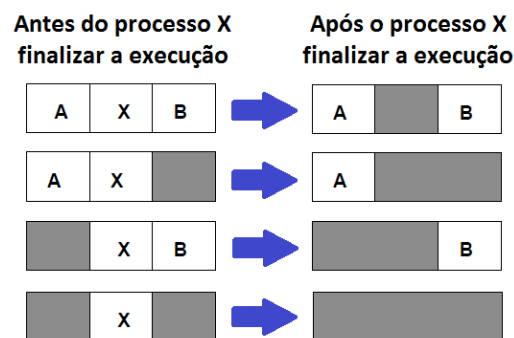 Antes do processo X
finalizar a execução
Após o processo X
finalizar a execução
A X B
A B
A X
A
X B
B
X